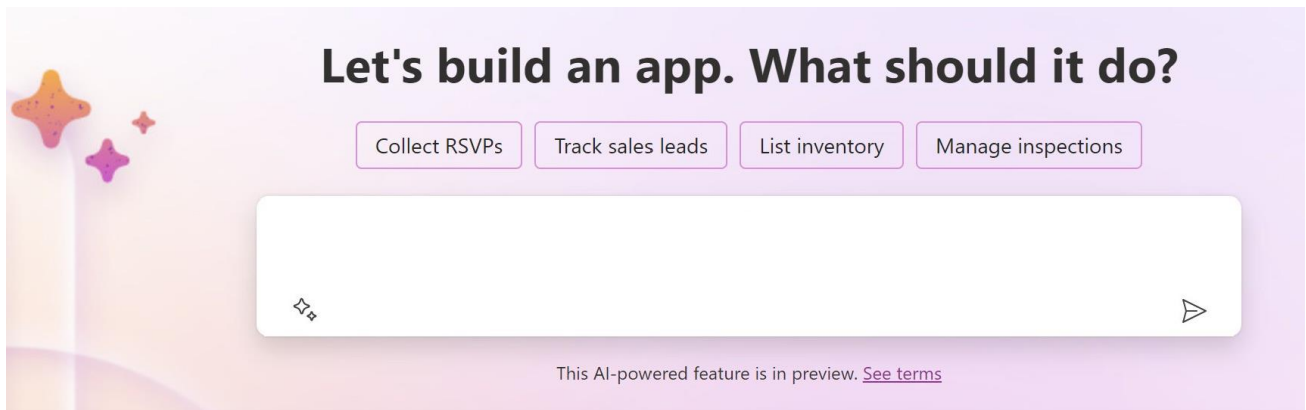 Let's build an app. What should it do?
Collect RSVPs Track sales leads List inventory Manage inspections
This AI-powered feature is in preview. See terms